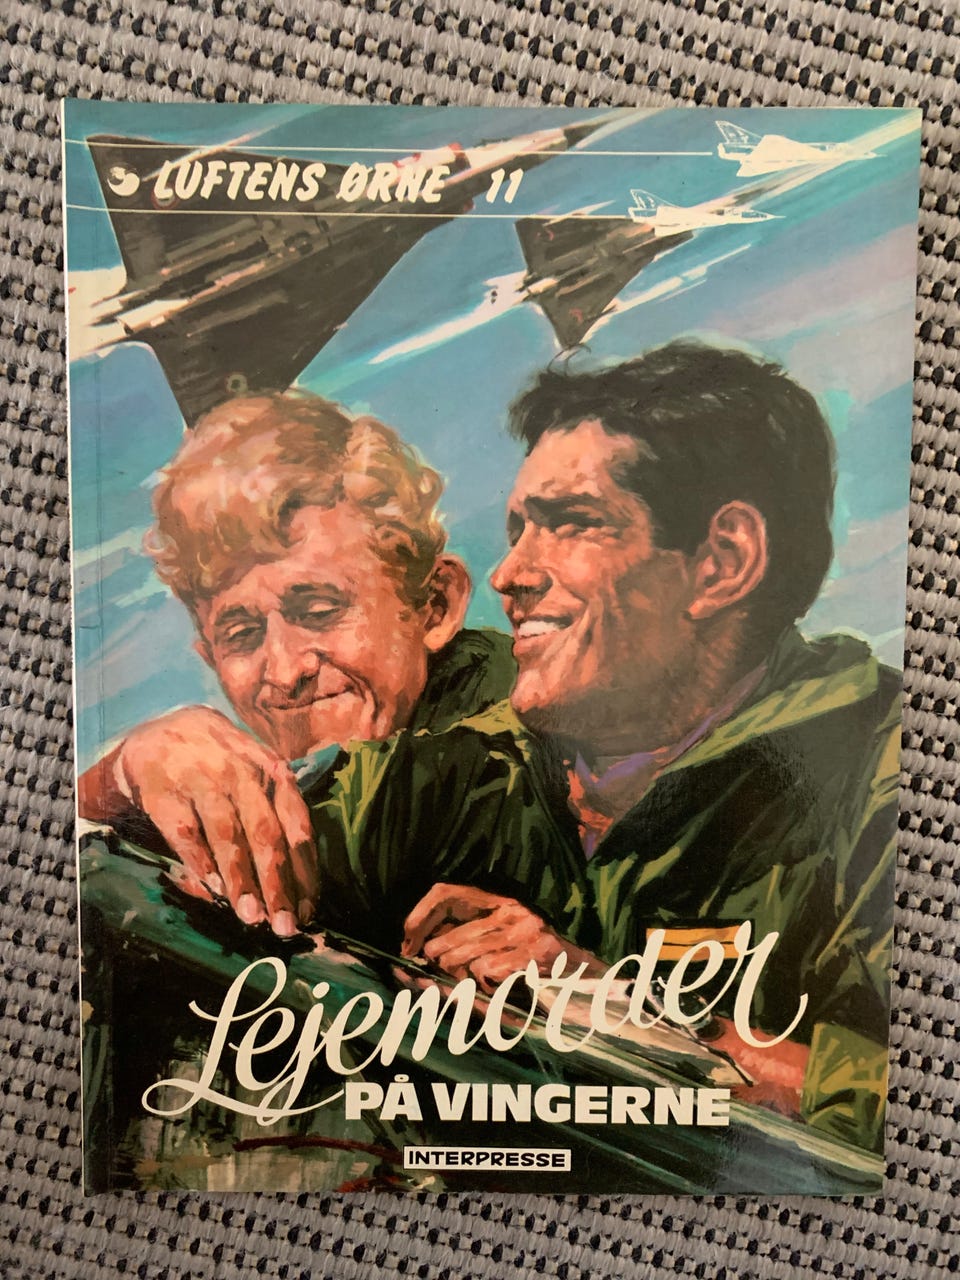 LUFTENS ØRNE 11
Lejemorder
PÅ VINGERNE
INTERPRESSE